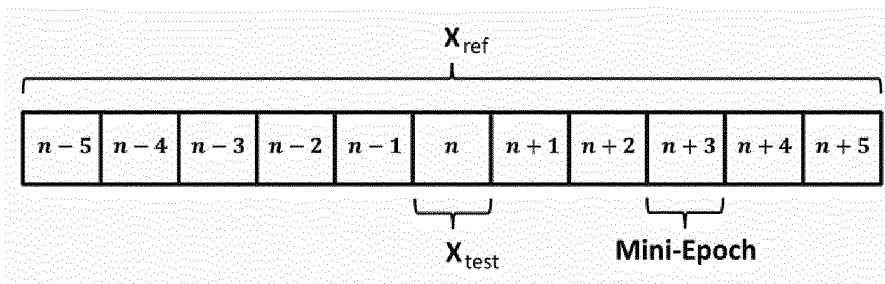 X_ref
n − 5 n − 4 n − 3 n − 2 n − 1 n n + 1 n + 2 n + 3 n + 4 n + 5
X_test Mini-Epoch